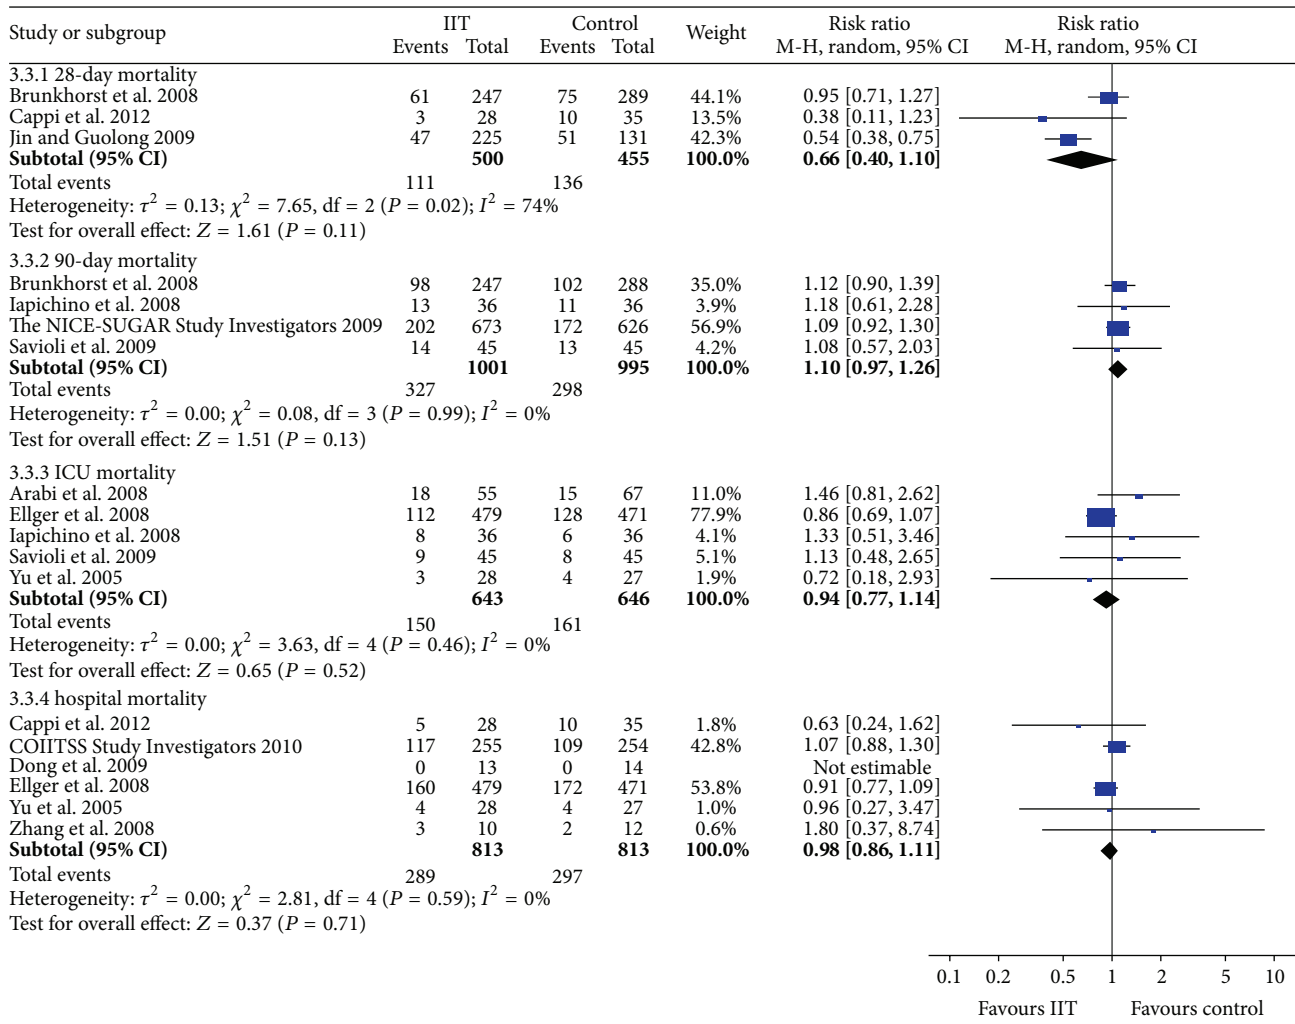 Study or subgroup IIT Control Weight Risk ratio Risk ratio
Events Total Events Total M-H, random, 95% CI M-H, random, 95% CI
3.3.1 28-day mortality
Brunkhorst et al. 2008 61 247 75 289 44.1% 0.95 [0.71, 1.27]
Cappi et al. 2012 3 28 10 35 13.5% 0.38 [0.11, 1.23]
Jin and Guolong 2009 47 225 51 131 42.3% 0.54 [0.38, 0.75]
Subtotal (95% CI) 500 455 100.0% 0.66 [0.40, 1.10]
Total events 111 136
Heterogeneity: τ² = 0.13; χ² = 7.65, df = 2 (P = 0.02); I² = 74%
Test for overall effect: Z = 1.61 (P = 0.11)
3.3.2 90-day mortality
Brunkhorst et al. 2008 98 247 102 288 35.0% 1.12 [0.90, 1.39]
Iapichino et al. 2008 13 36 11 36 3.9% 1.18 [0.61, 2.28]
The NICE-SUGAR Study Investigators 2009 202 673 172 626 56.9% 1.09 [0.92, 1.30]
Savioli et al. 2009 14 45 13 45 4.2% 1.08 [0.57, 2.03]
Subtotal (95% CI) 1001 995 100.0% 1.10 [0.97, 1.26]
Total events 327 298
Heterogeneity: τ² = 0.00; χ² = 0.08, df = 3 (P = 0.99); I² = 0%
Test for overall effect: Z = 1.51 (P = 0.13)
3.3.3 ICU mortality
Arabi et al. 2008 18 55 15 67 11.0% 1.46 [0.81, 2.62]
Ellger et al. 2008 112 479 128 471 77.9% 0.86 [0.69, 1.07]
Iapichino et al. 2008 8 36 6 36 4.1% 1.33 [0.51, 3.46]
Savioli et al. 2009 9 45 8 45 5.1% 1.13 [0.48, 2.65]
Yu et al. 2005 3 28 4 27 1.9% 0.72 [0.18, 2.93]
Subtotal (95% CI) 643 646 100.0% 0.94 [0.77, 1.14]
Total events 150 161
Heterogeneity: τ² = 0.00; χ² = 3.63, df = 4 (P = 0.46); I² = 0%
Test for overall effect: Z = 0.65 (P = 0.52)
3.3.4 hospital mortality
Cappi et al. 2012 5 28 10 35 1.8% 0.63 [0.24, 1.62]
COIITSS Study Investigators 2010 117 255 109 254 42.8% 1.07 [0.88, 1.30]
Dong et al. 2009 0 13 0 14 Not estimable
Ellger et al. 2008 160 479 172 471 53.8% 0.91 [0.77, 1.09]
Yu et al. 2005 4 28 4 27 1.0% 0.96 [0.27, 3.47]
Zhang et al. 2008 3 10 2 12 0.6% 1.80 [0.37, 8.74]
Subtotal (95% CI) 813 813 100.0% 0.98 [0.86, 1.11]
Total events 289 297
Heterogeneity: τ² = 0.00; χ² = 2.81, df = 4 (P = 0.59); I² = 0%
Test for overall effect: Z = 0.37 (P = 0.71)
0.1 0.2 0.5 1 2 5 10
Favours IIT Favours control